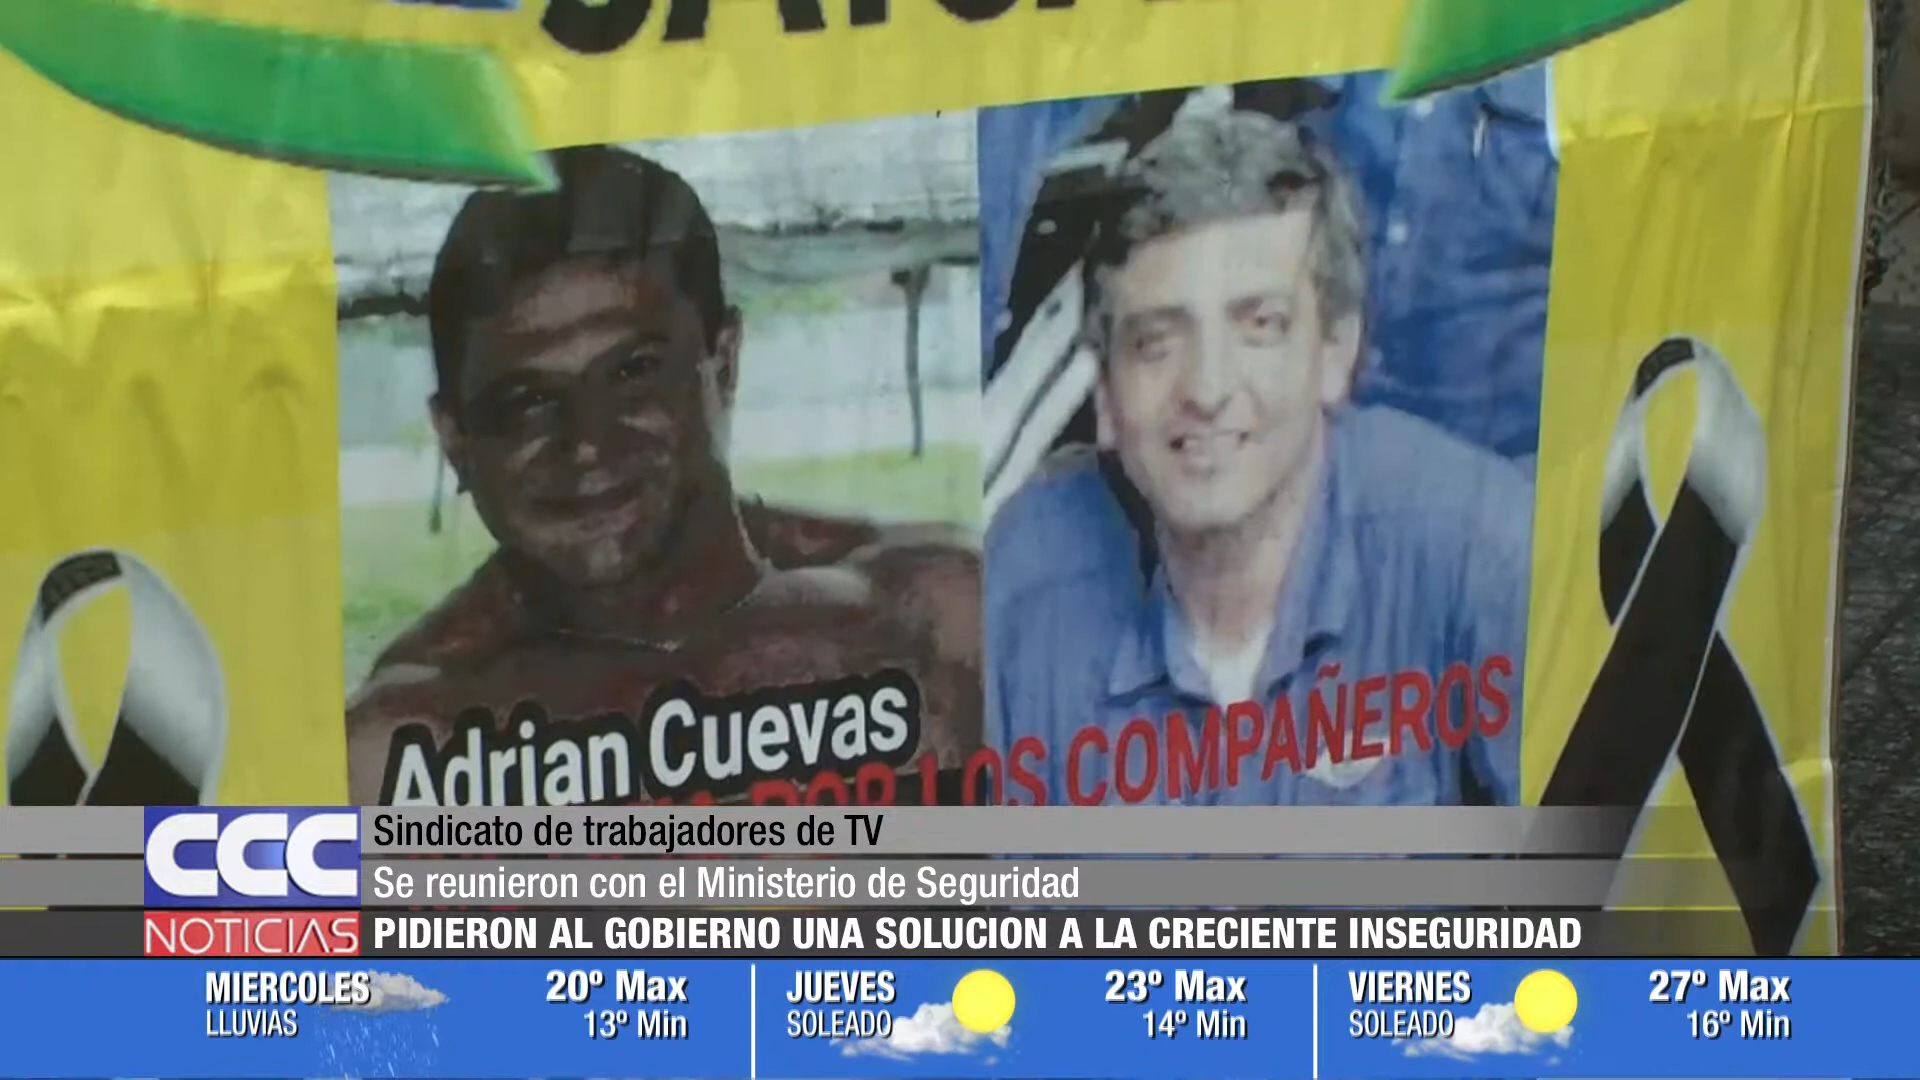 Adrian Cuevas
POR LOS COMPAÑEROS
CCC
NOTICIAS
Sindicato de trabajadores de TV
Se reunieron con el Ministerio de Seguridad
PIDIERON AL GOBIERNO UNA SOLUCION A LA CRECIENTE INSEGURIDAD
MIERCOLES 20º Max
LLUVIAS 13º Min
JUEVES 23º Max
SOLEADO 14º Min
VIERNES 27º Max
SOLEADO 16º Min